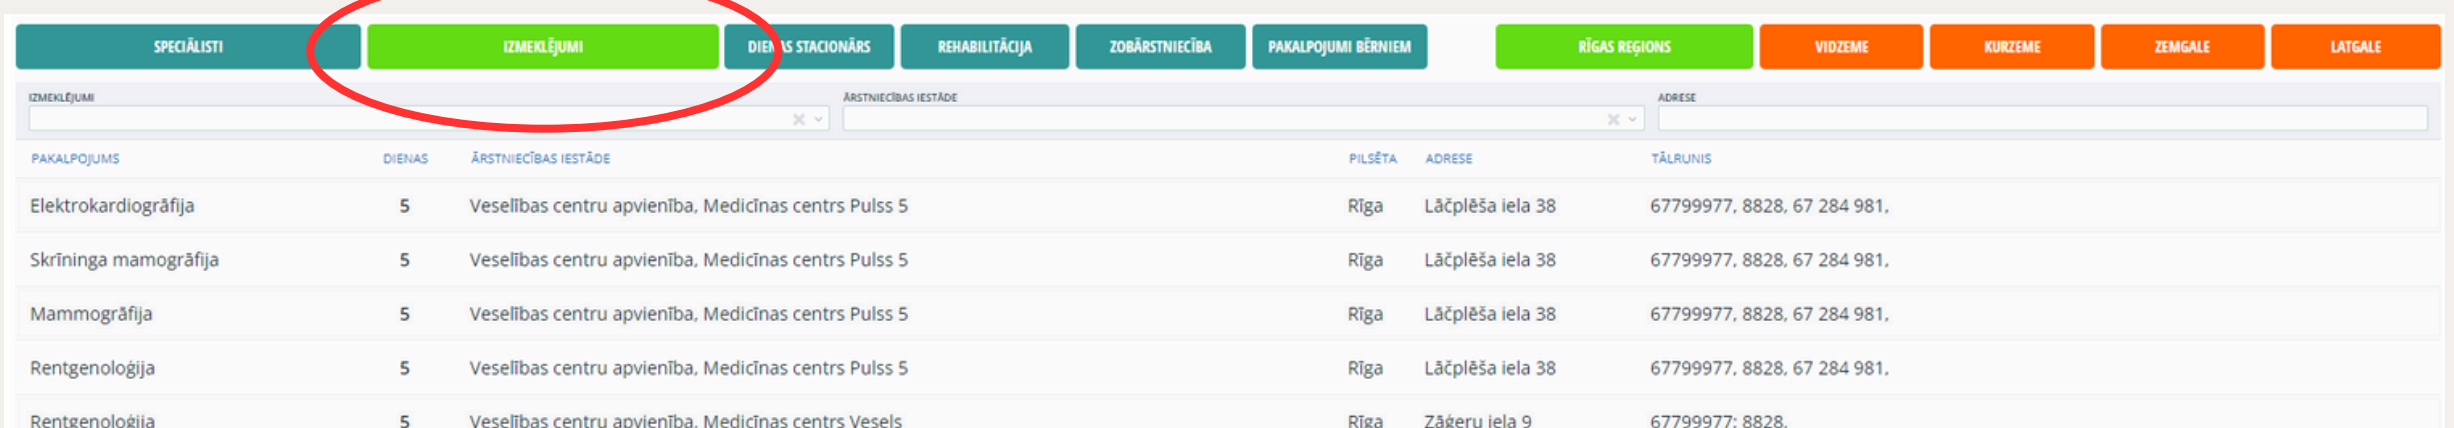 SPECIĀLISTI IZMEKLĒJUMI DIENAS STACIONĀRS REHABILITĀCIJA ZOBĀRSTNIECĪBA PAKALPOJUMI BĒRNIEM RĪGAS REĢIONS VIDZEME KURZEME ZEMGALE LATGALE
IZMEKLĒJUMI ĀRSTNIECĪBAS IESTĀDE ADRESE
PAKALPOJUMS DIENAS ĀRSTNIECĪBAS IESTĀDE PILSĒTA ADRESE TĀLRUNIS
Elektrokardiogrāfija 5 Veselības centru apvienība, Medicīnas centrs Pulss 5 Rīga Lāčplēša iela 38 67799977, 8828, 67 284 981,
Skrīninga mamogrāfija 5 Veselības centru apvienība, Medicīnas centrs Pulss 5 Rīga Lāčplēša iela 38 67799977, 8828, 67 284 981,
Mammogrāfija 5 Veselības centru apvienība, Medicīnas centrs Pulss 5 Rīga Lāčplēša iela 38 67799977, 8828, 67 284 981,
Rentgenoloģija 5 Veselības centru apvienība, Medicīnas centrs Pulss 5 Rīga Lāčplēša iela 38 67799977, 8828, 67 284 981,
Rentgenoloģija 5 Veselības centru apvienība, Medicīnas centrs Vesels Rīga Zāģeru iela 9 67799977; 8828,